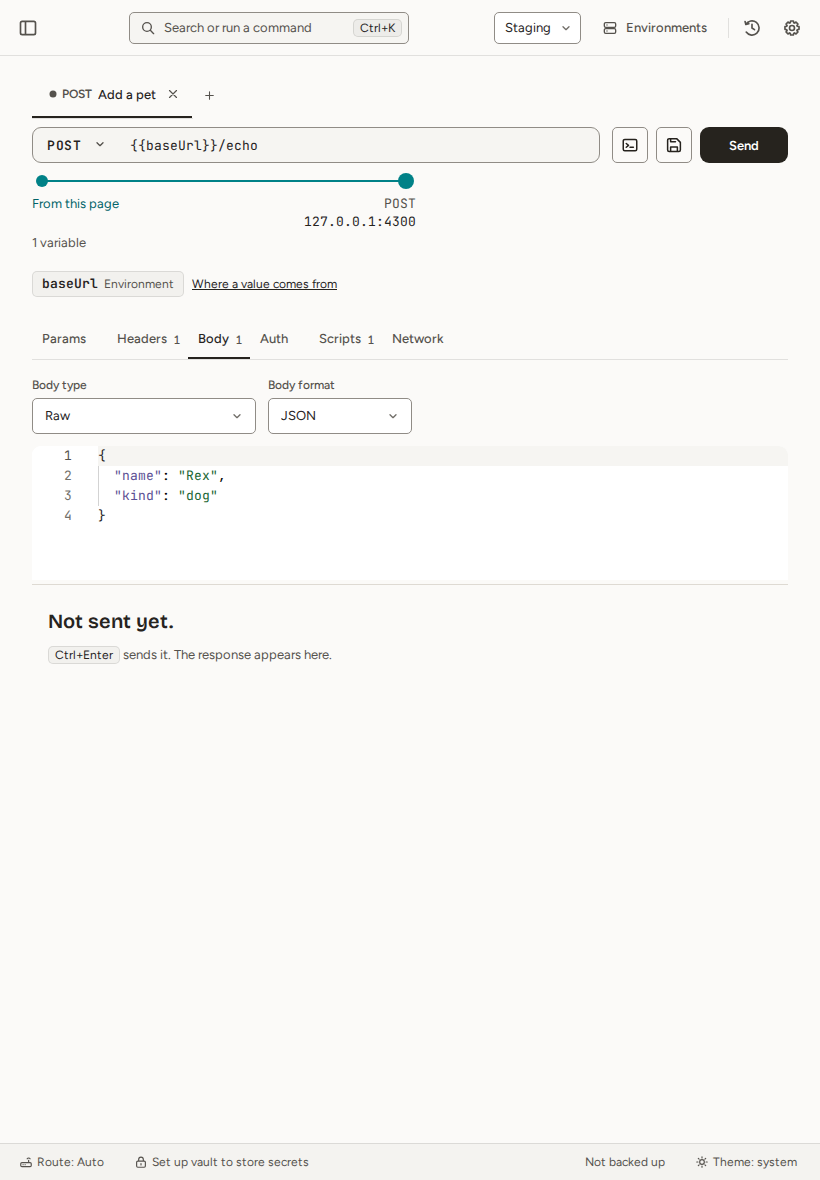 Search or run a command Ctrl+K Staging Environments
POST Add a pet
POST {{baseUrl}}/echo Send
From this page POST
127.0.0.1:4300
1 variable
baseUrl Environment Where a value comes from
Params Headers 1 Body 1 Auth Scripts 1 Network
Body type Body format
Raw JSON
1 {
2 "name": "Rex",
3 "kind": "dog"
4 }
Not sent yet.
Ctrl+Enter sends it. The response appears here.
Route: Auto Set up vault to store secrets Not backed up Theme: system